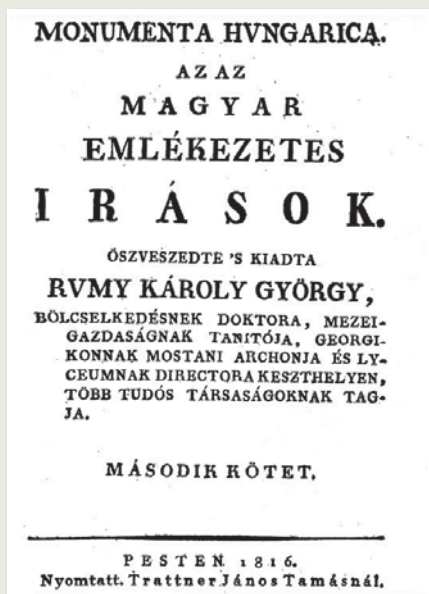 MONUMENTA HVNGARICA.
AZ AZ
MAGYAR
EMLÉKEZETES
IRÁSOK.
ÖSZVESZEDTE 'S KIADTA
RVMY KÁROLY GYÖRGY,
BÖLCSELKEDÉSNEK DOKTORA, MEZEI-
GAZDASÁGNAK TANITÓJA, GEORGI-
KONNAK MOSTANI ARCHONJA ÉS LY-
CEUMNAK DIRECTORA KESZTHELYEN,
TÖBB TUDÓS TÁRSASÁGOKNAK TAG-
JA.
MÁSODIK KÖTET.
PESTEN 1816.
Nyomtatt. Trattner János Tamásnál.